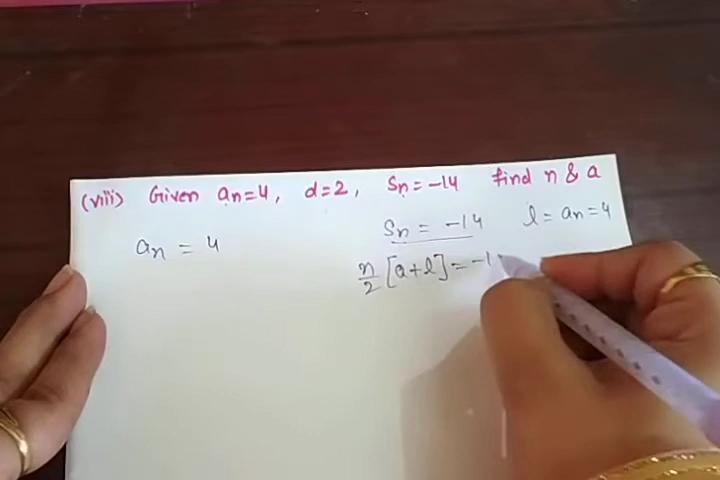 (viii) Given an=4, d=2, Sn=-14 find n & a
Sn = -14 l = an = 4
an = 4
n/2 [a+l] = -1